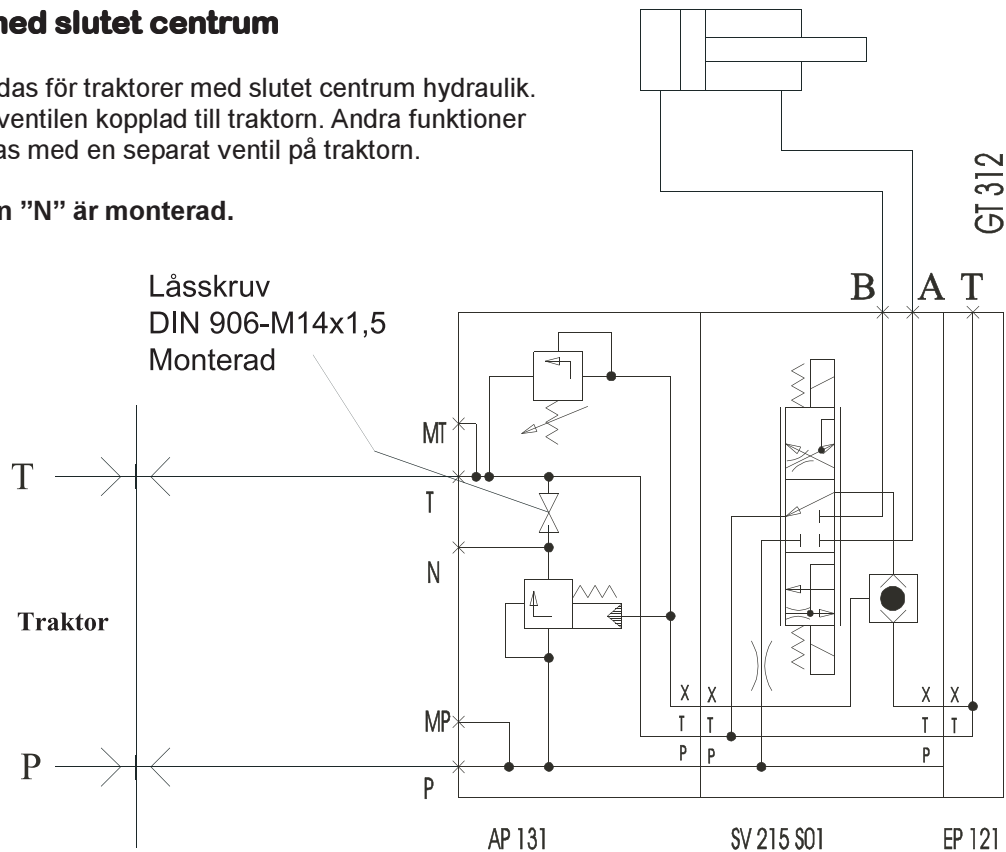 med slutet centrum
das för traktorer med slutet centrum hydraulik.
ventilen kopplad till traktorn. Andra funktioner
as med en separat ventil på traktorn.
n ”N” är monterad.
GT 312
Låsskruv
DIN 906-M14x1,5
Monterad
B A T
MT
T
T
N
Traktor
X X X X
T T T T
MP
P P P
P
P
AP 131 SV 215 S01 EP 121